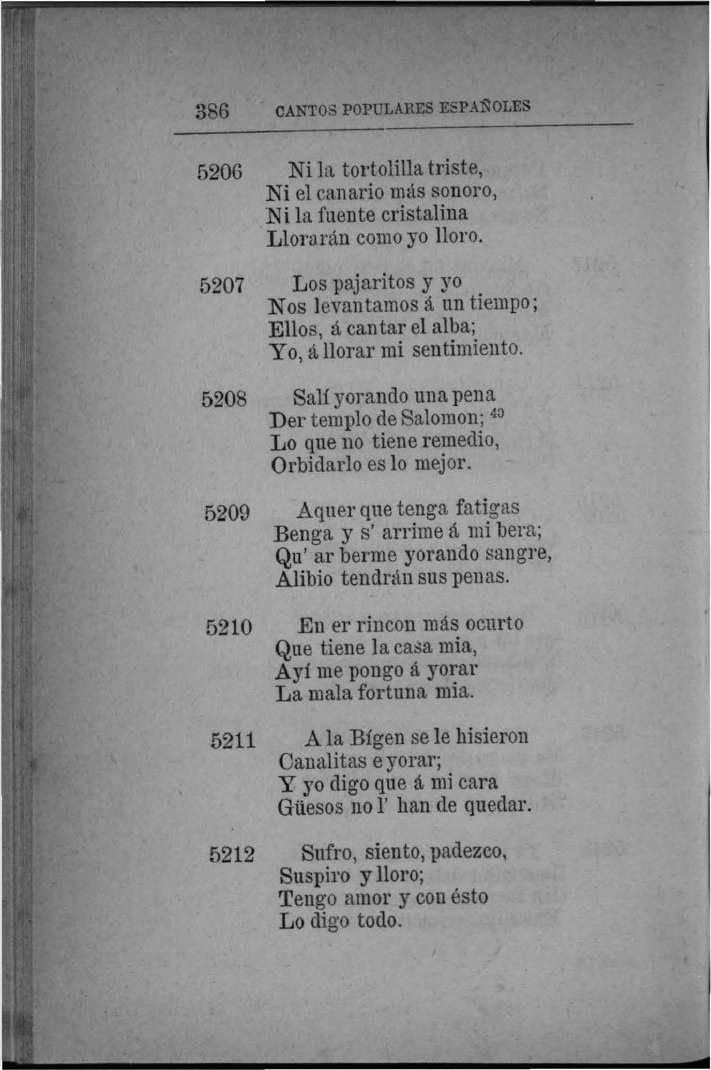 386 CANTOS POPULARES ESPAÑOLES
5206 Ni la tortolilla triste,
Ni el canario más sonoro,
Ni la fuente cristalina
Llorarán como yo lloro.
5207 Los pajaritos y yo
Nos levantamos á un tiempo;
Ellos, á cantar el alba;
Yo, á llorar mi sentimiento.
5208 Salí yorando una pena
Der templo de Salomon; 40
Lo que no tiene remedio,
Orbidarlo es lo mejor.
5209 Aquer que tenga fatigas
Benga y s' arrime á mi bera;
Qu' ar berme yorando sangre,
Alibio tendrán sus penas.
5210 En er rincon más ocurto
Que tiene la casa mia,
Ayí me pongo á yorar
La mala fortuna mia.
5211 A la Bígen se le hisieron
Canalitas e yorar;
Y yo digo que á mi cara
Güesos no l' han de quedar.
5212 Sufro, siento, padezco,
Suspiro y lloro;
Tengo amor y con ésto
Lo digo todo.